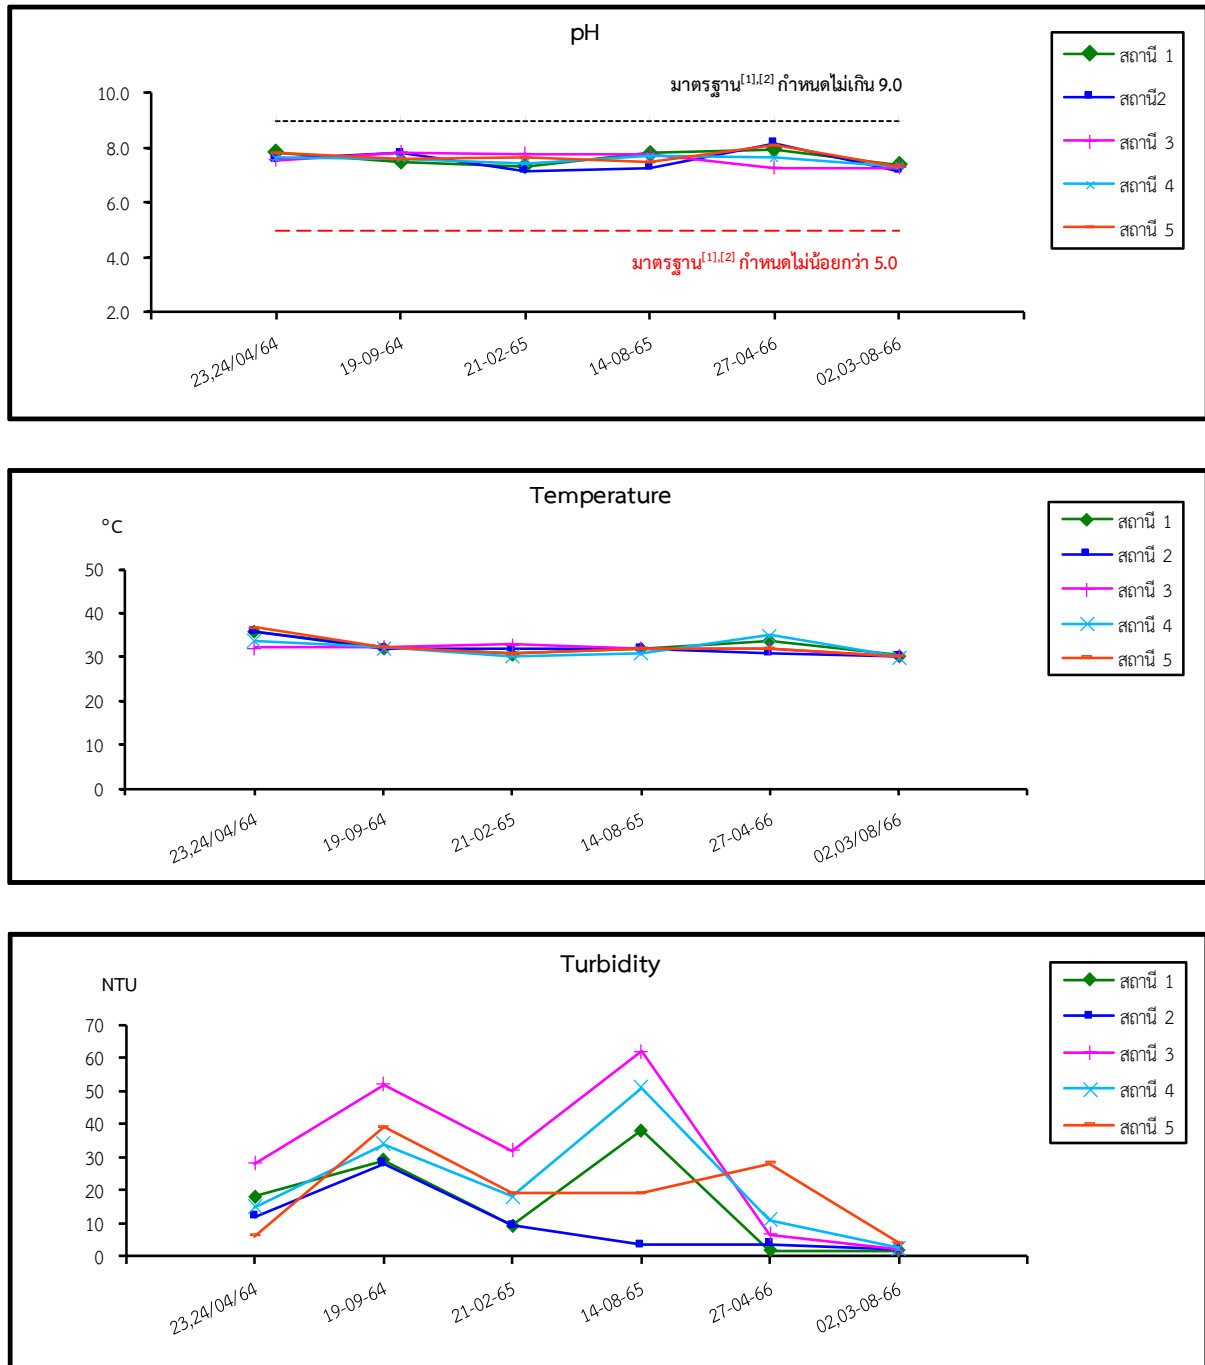 pH
มาตรฐาน[1],[2] กำหนดไม่เกิน 9.0
10.0
8.0
6.0
4.0
2.0
มาตรฐาน[1],[2] กำหนดไม่น้อยกว่า 5.0
23,24/04/64
19-09-64
21-02-65
14-08-65
27-04-66
02,03-08-66
สถานี 1
สถานี2
สถานี 3
สถานี 4
สถานี 5
Temperature
°C
50
40
30
20
10
0
23,24/04/64
19-09-64
21-02-65
14-08-65
27-04-66
02,03/08/66
สถานี 1
สถานี 2
สถานี 3
สถานี 4
สถานี 5
Turbidity
NTU
70
60
50
40
30
20
10
0
23,24/04/64
19-09-64
21-02-65
14-08-65
27-04-66
02,03-08-66
สถานี 1
สถานี 2
สถานี 3
สถานี 4
สถานี 5